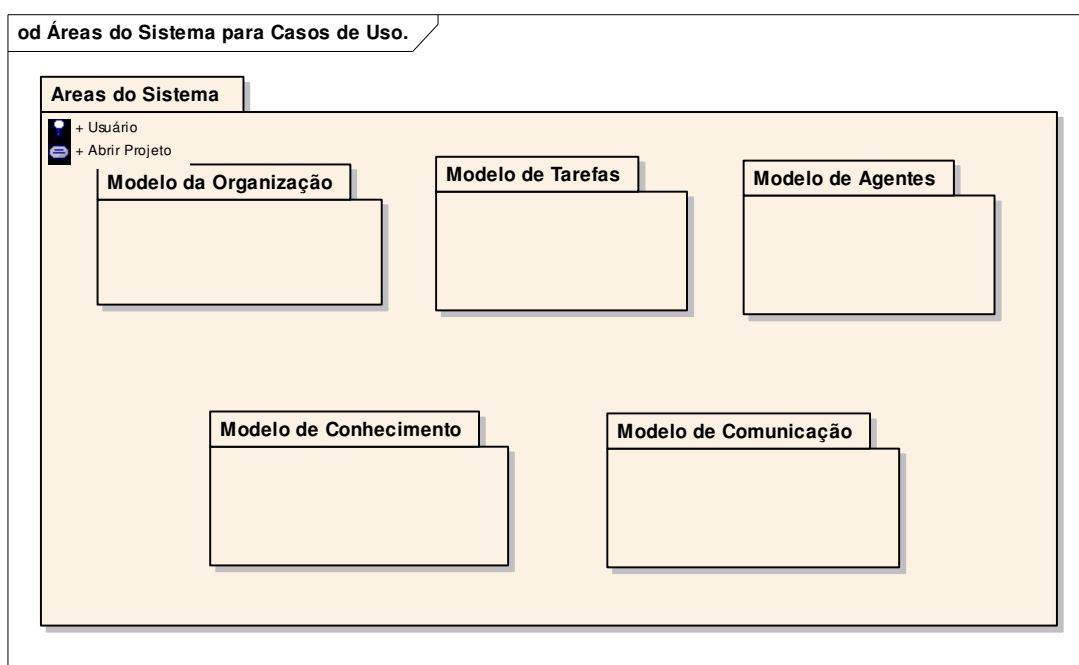 od Áreas do Sistema para Casos de Uso.
Areas do Sistema
+ Usuário
+ Abrir Projeto
Modelo da Organização
Modelo de Tarefas
Modelo de Agentes
Modelo de Conhecimento
Modelo de Comunicação